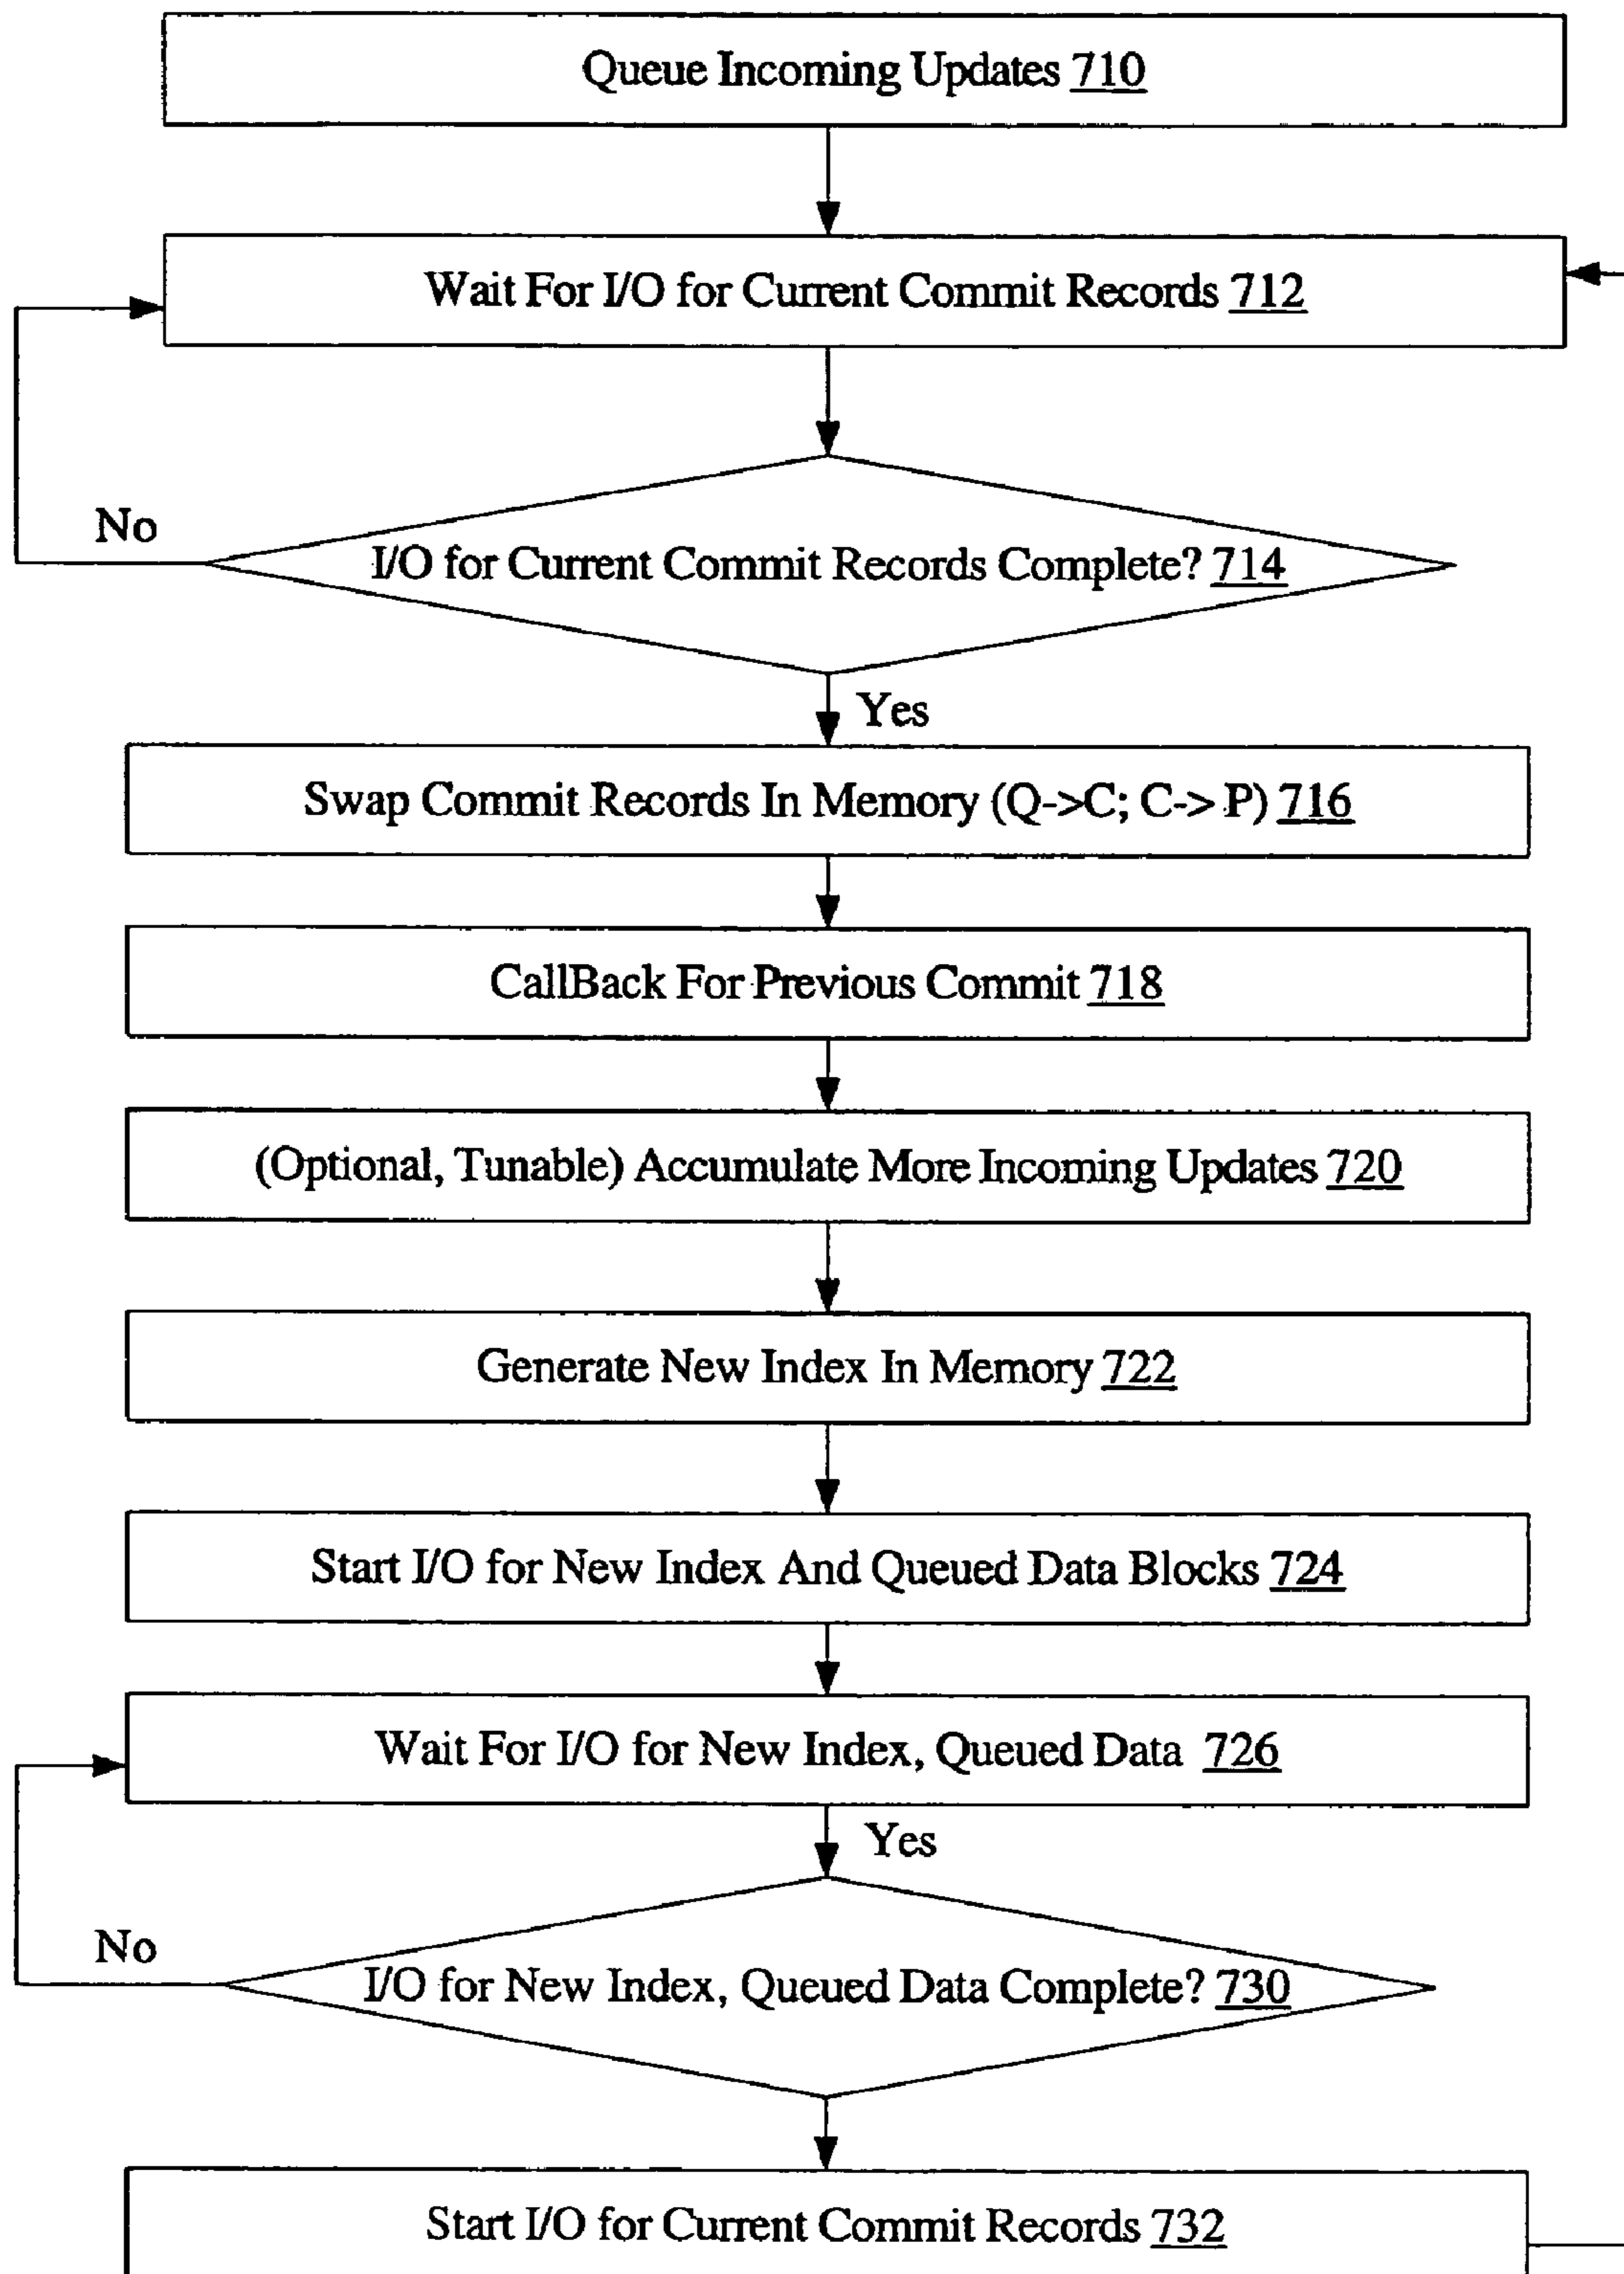 Queue Incoming Updates 710
Wait For I/O for Current Commit Records 712
No
I/O for Current Commit Records Complete? 714
Yes
Swap Commit Records In Memory (Q->C; C-> P) 716
CallBack For Previous Commit 718
(Optional, Tunable) Accumulate More Incoming Updates 720
Generate New Index In Memory 722
Start I/O for New Index And Queued Data Blocks 724
Wait For I/O for New Index, Queued Data 726
Yes
No
I/O for New Index, Queued Data Complete? 730
Start I/O for Current Commit Records 732